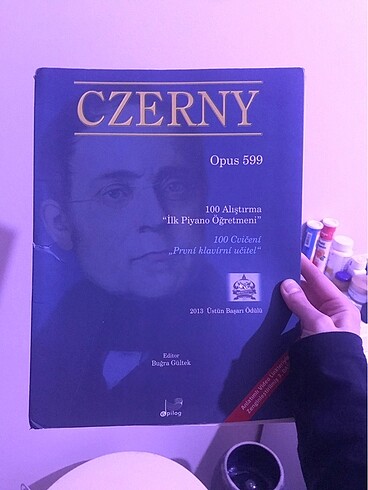 CZERNY
Opus 599
100 Alıştırma
"İlk Piyano Öğretmeni"
100 Cvičení
„První klavírní učitel“
2013 Üstün Başarı Ödülü
Editor
Buğra Gültek
epilog